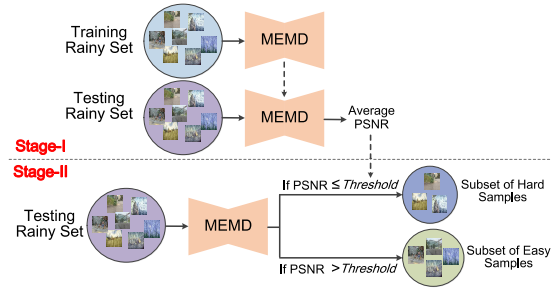 Training
Rainy Set
MEMD
Testing
Rainy Set
MEMD
Average
PSNR
Stage-I
Stage-II
Testing
Rainy Set
MEMD
If PSNR ≤ Threshold
Subset of Hard
Samples
If PSNR > Threshold
Subset of Easy
Samples